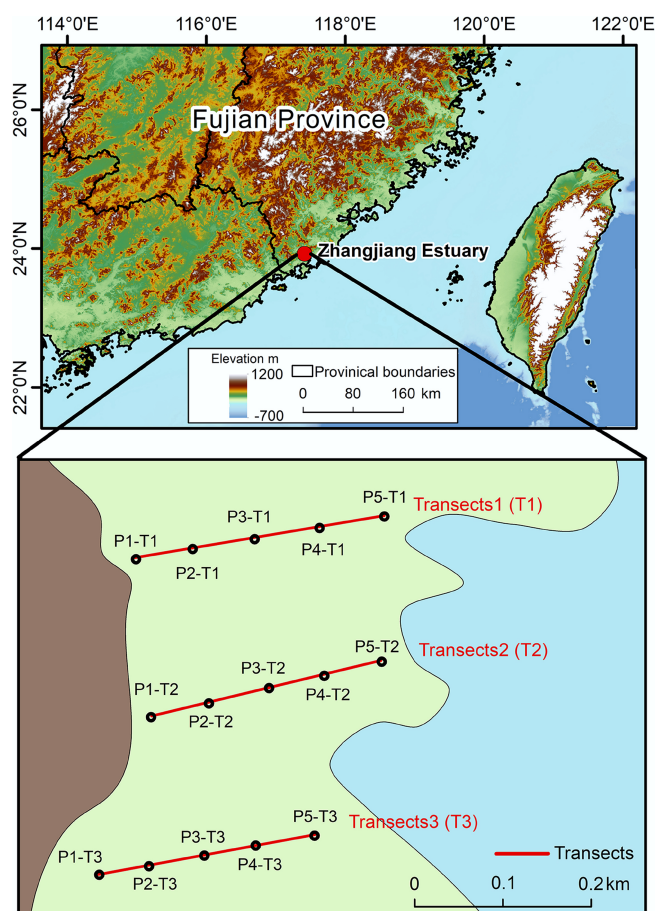 114°0'E 116°0'E 118°0'E 120°0'E 122°0'E
26°N
24°0'N
22°0'N
Fujian Province
Zhangjiang Estuary
Elevation m
1200
-700
Provinical boundaries
0 80 160 km
P1-T1
P2-T1
P3-T1
P4-T1
P5-T1
Transects1 (T1)
P1-T2
P2-T2
P3-T2
P4-T2
P5-T2
Transects2 (T2)
P1-T3
P2-T3
P3-T3
P4-T3
P5-T3
Transects3 (T3)
Transects
0 0.1 0.2 km